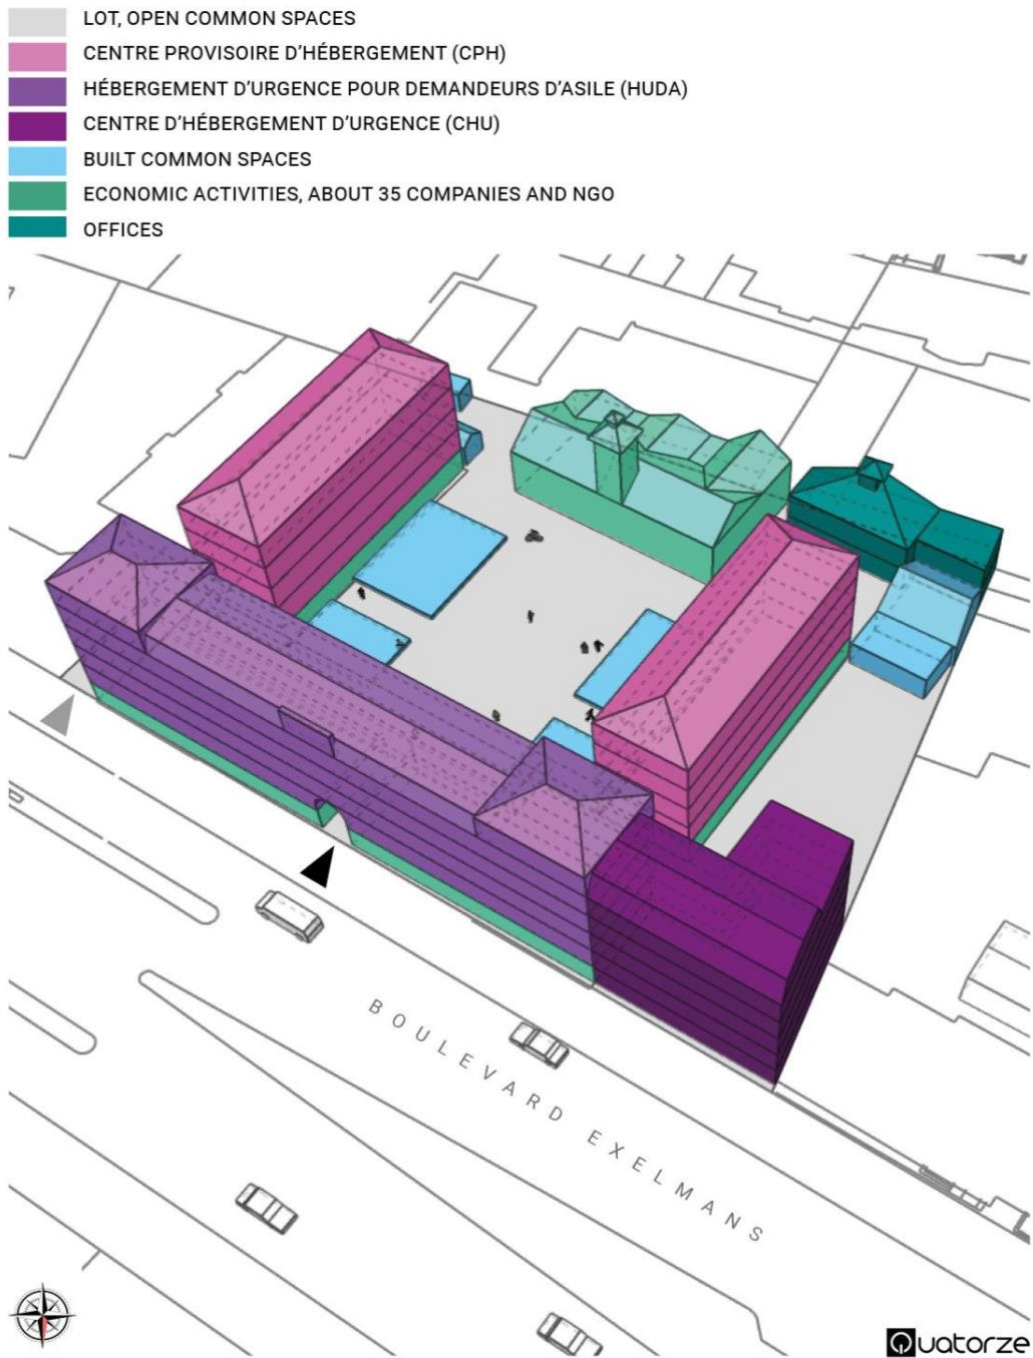 LOT, OPEN COMMON SPACES
CENTRE PROVISOIRE D'HÉBERGEMENT (CPH)
HÉBERGEMENT D'URGENCE POUR DEMANDEURS D'ASILE (HUDA)
CENTRE D'HÉBERGEMENT D'URGENCE (CHU)
BUILT COMMON SPACES
ECONOMIC ACTIVITIES, ABOUT 35 COMPANIES AND NGO
OFFICES
BOULEVARD EXELMANS
Quatorze